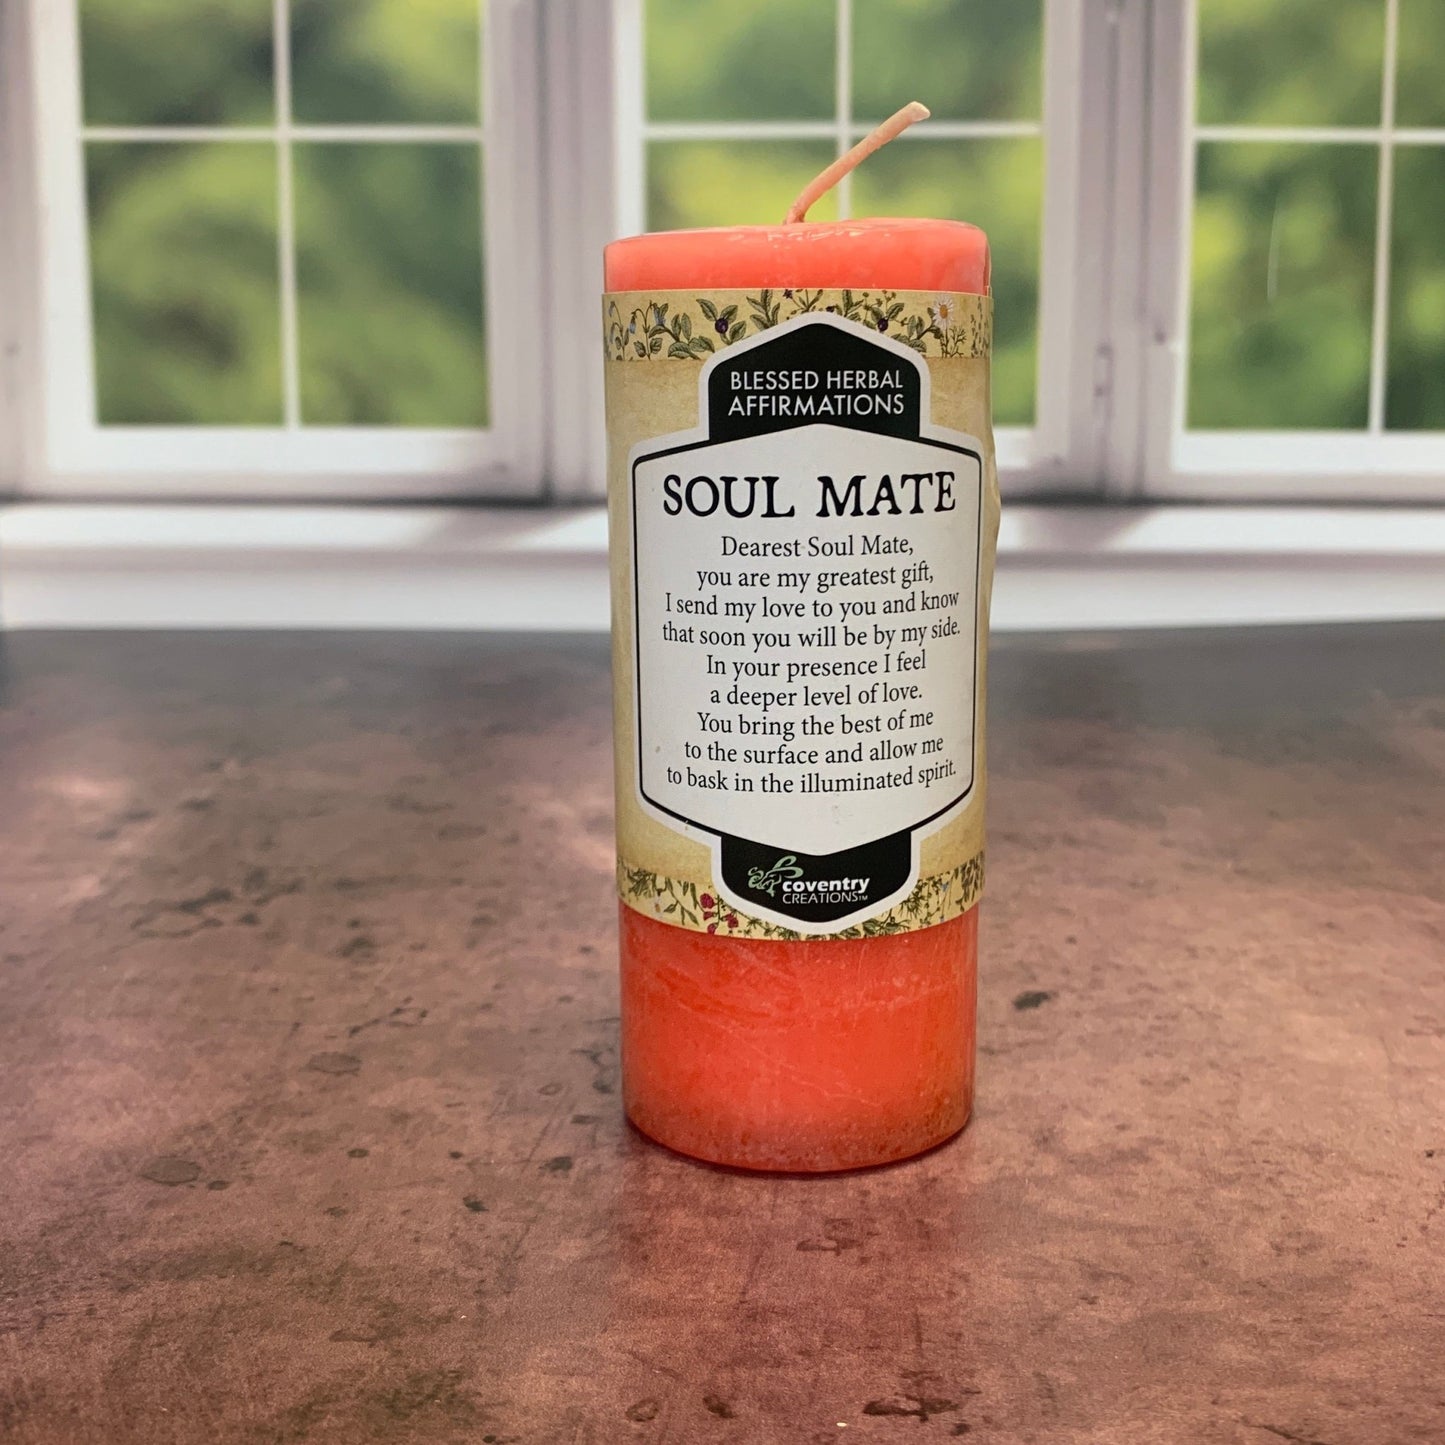 BLESSED HERBAL
AFFIRMATIONS
SOUL MATE
Dearest Soul Mate,
you are my greatest gift,
I send my love to you and know
that soon you will be by my side.
In your presence I feel
a deeper level of love.
You bring the best of me
to the surface and allow me
to bask in the illuminated spirit.
coventry
CREATIONS™